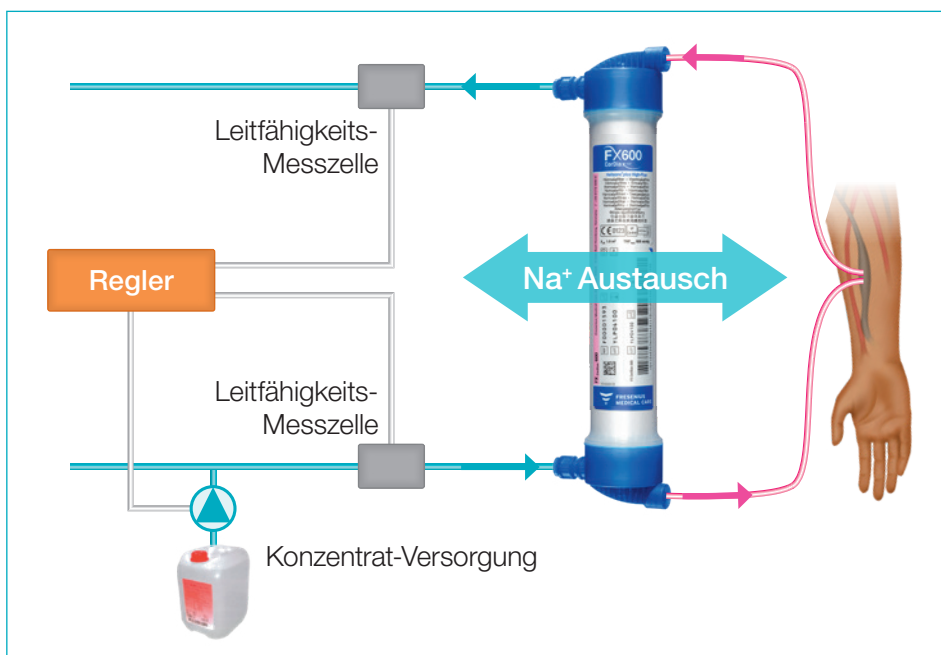 Leitfähigkeits-
Messzelle
FX600
Regler
Na⁺ Austausch
Leitfähigkeits-
Messzelle
FRESENIUS
MEDICAL CARE
Konzentrat-Versorgung